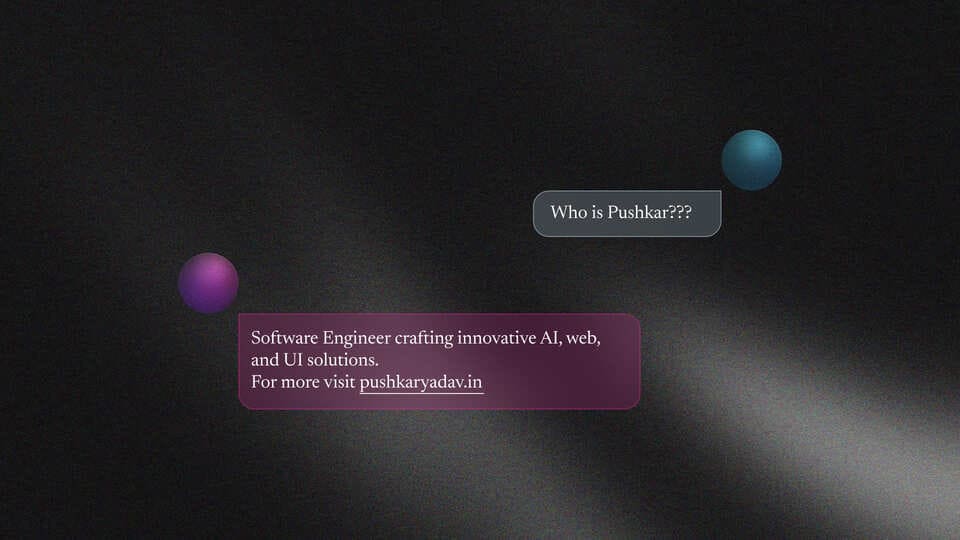 Who is Pushkar???
Software Engineer crafting innovative AI, web,
and UI solutions.
For more visit pushkaryadav.in